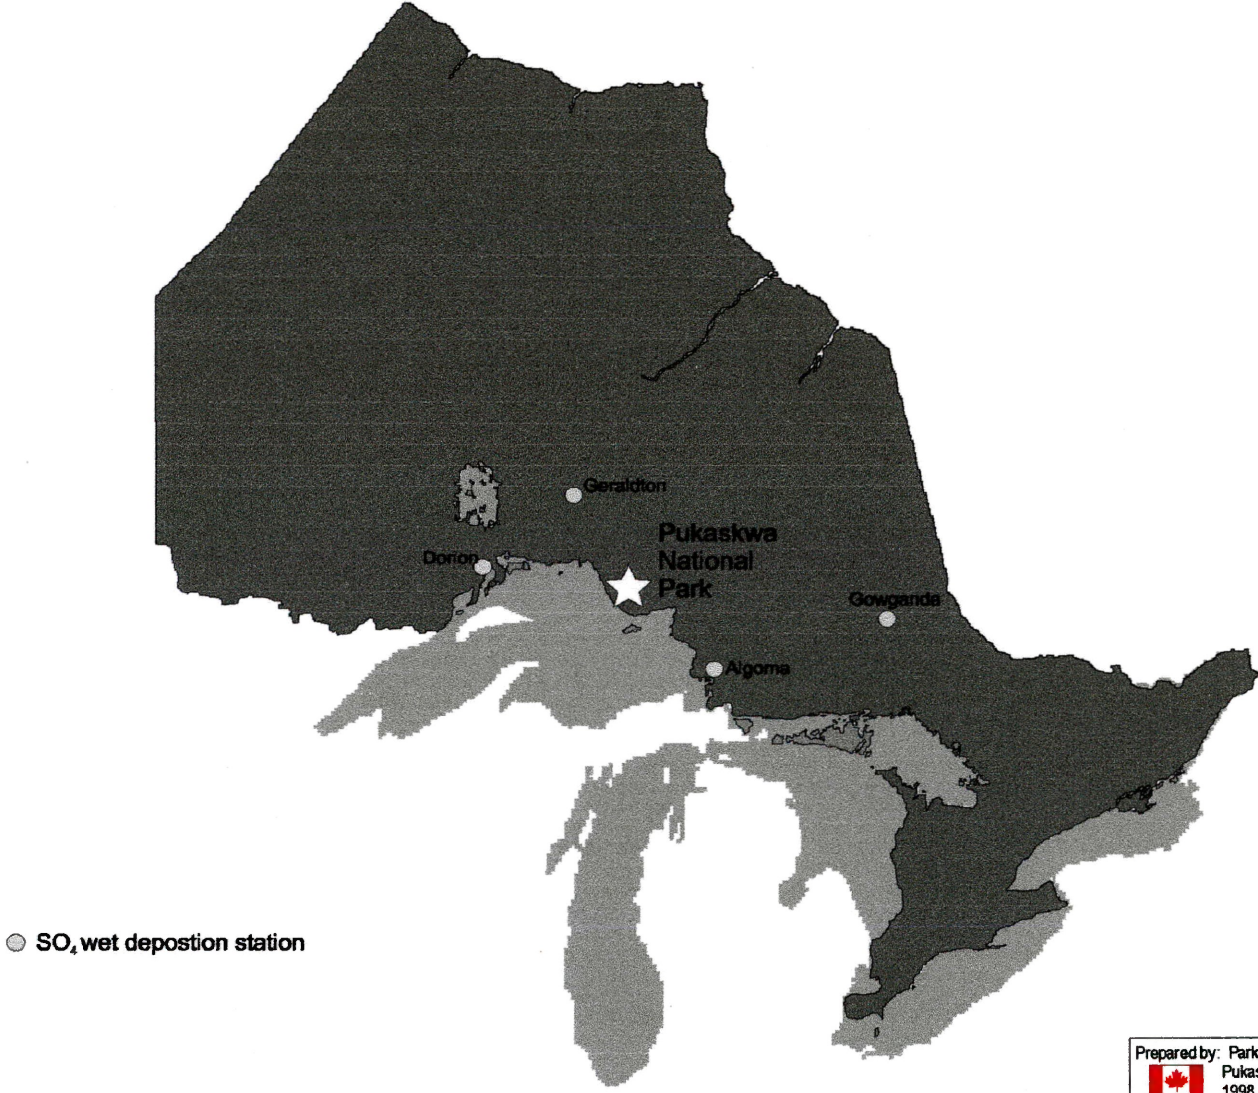 Geraldton
Pukaskwa
National
Park
Dorion
Gowganda
Algoma
SO₄ wet depostion station
Prepared by: Park
Pukas
1998